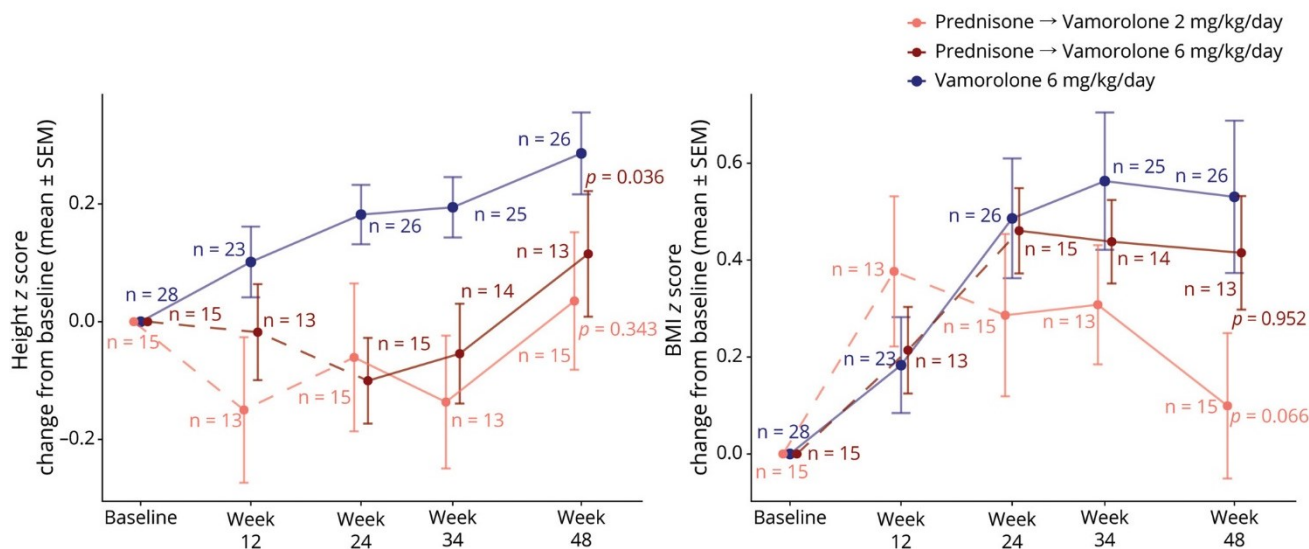 Prednisone → Vamorolone 2 mg/kg/day
Prednisone → Vamorolone 6 mg/kg/day
Vamorolone 6 mg/kg/day
Height z score
change from baseline (mean ± SEM)
0.2
0.0
−0.2
n = 28
n = 15
n = 15
n = 23
n = 13
n = 13
n = 26
n = 15
n = 15
n = 25
n = 14
n = 13
n = 26
p = 0.036
n = 13
p = 0.343
n = 15
Baseline
Week
12
Week
24
Week
34
Week
48
BMI z score
change from baseline (mean ± SEM)
0.6
0.4
0.2
0.0
n = 28
n = 15
n = 15
n = 13
n = 23
n = 13
n = 26
n = 15
n = 15
n = 25
n = 14
n = 13
n = 26
n = 13
p = 0.952
n = 15
p = 0.066
Baseline
Week
12
Week
24
Week
34
Week
48